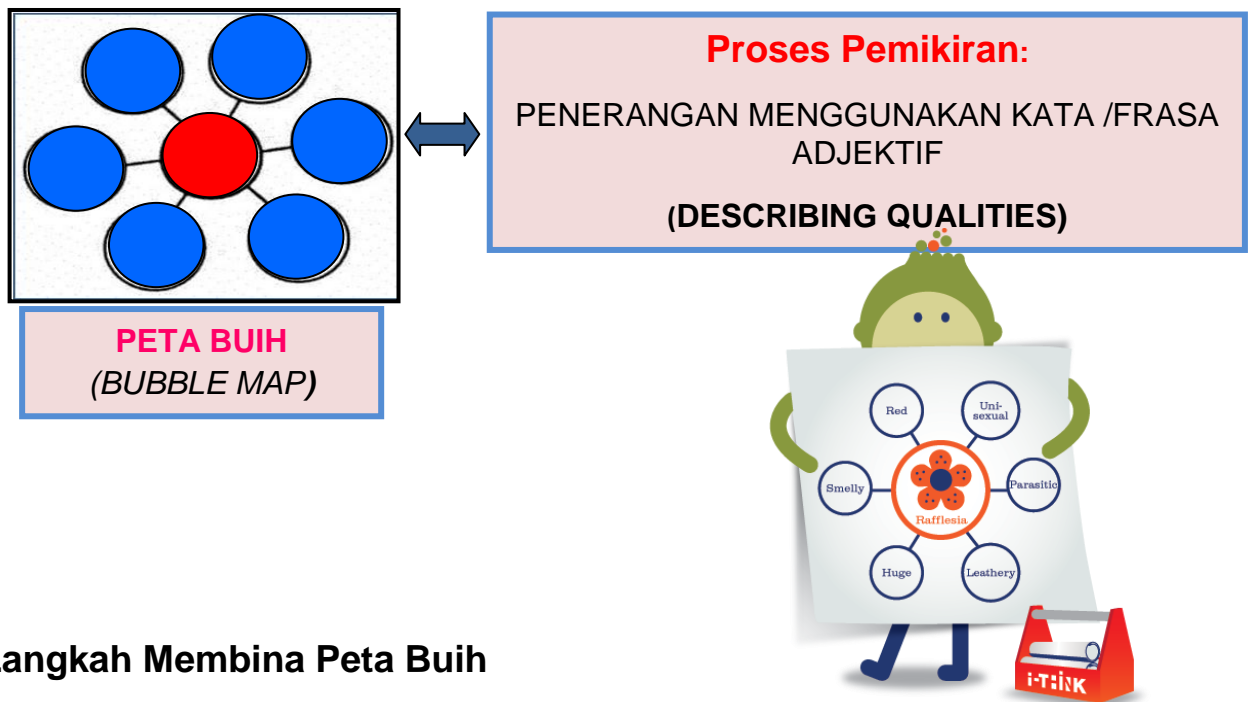 Proses Pemikiran:
PENERANGAN MENGGUNAKAN KATA /FRASA
ADJEKTIF
(DESCRIBING QUALITIES)
PETA BUIH
(BUBBLE MAP)
Red
Uni-
sexual
Smelly
Parasitic
Rafflesia
Huge
Leathery
angkah Membina Peta Buih
i-THiNK